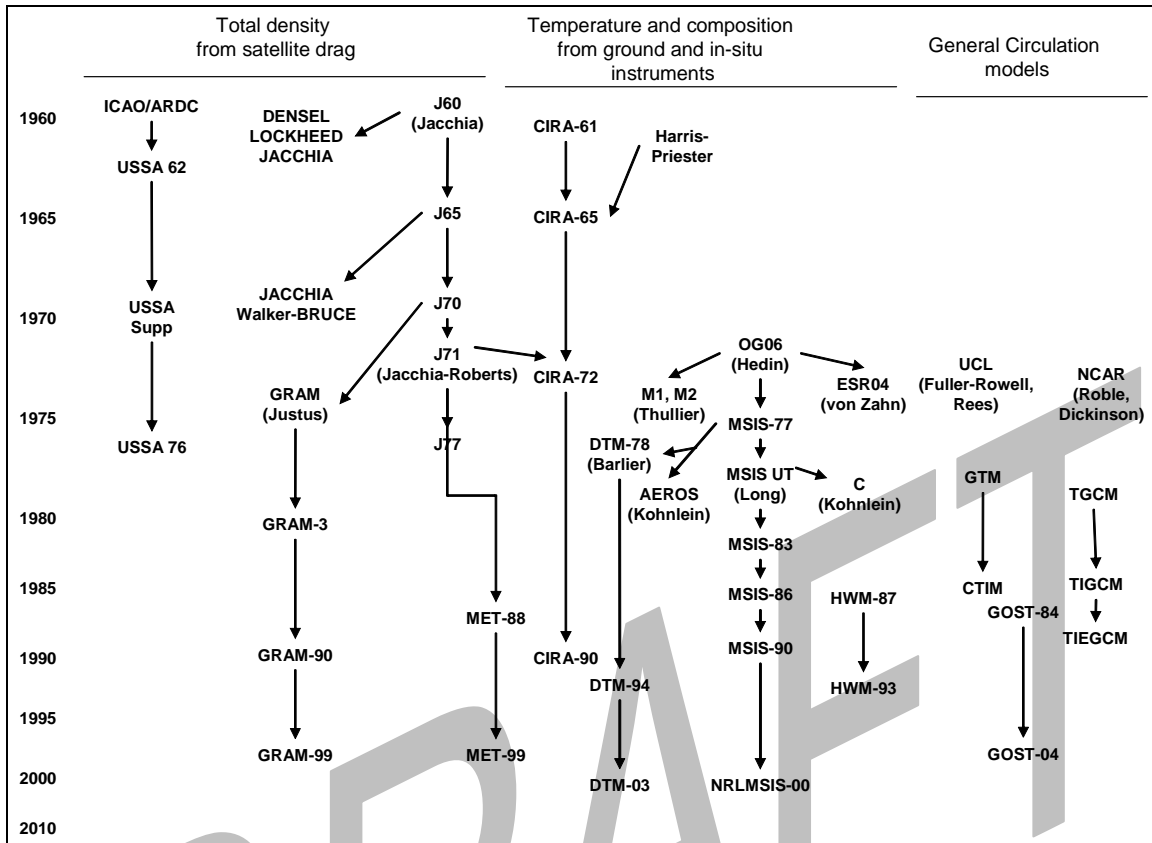 Total density
from satellite drag
Temperature and composition
from ground and in-situ
instruments
General Circulation
models
1960
1965
1970
1975
1980
1985
1990
1995
2000
2010
ICAO/ARDC
USSA 62
USSA
Supp
USSA 76
DENSEL
LOCKHEED
JACCHIA
JACCHIA
Walker-BRUCE
GRAM
(Justus)
GRAM-3
GRAM-90
GRAM-99
J60
(Jacchia)
J65
J70
J71
(Jacchia-Roberts)
J77
MET-88
MET-99
CIRA-61
Harris-
Priester
CIRA-65
CIRA-72
CIRA-90
M1, M2
(Thullier)
DTM-78
(Barlier)
AEROS
(Kohnlein)
DTM-94
DTM-03
OG06
(Hedin)
MSIS-77
MSIS UT
(Long)
MSIS-83
MSIS-86
MSIS-90
NRLMSIS-00
ESR04
(von Zahn)
C
(Kohnlein)
HWM-87
HWM-93
UCL
(Fuller-Rowell,
Rees)
GTM
CTIM
GOST-84
GOST-04
NCAR
(Roble,
Dickinson)
TGCM
TIGCM
TIEGCM
DRAFT